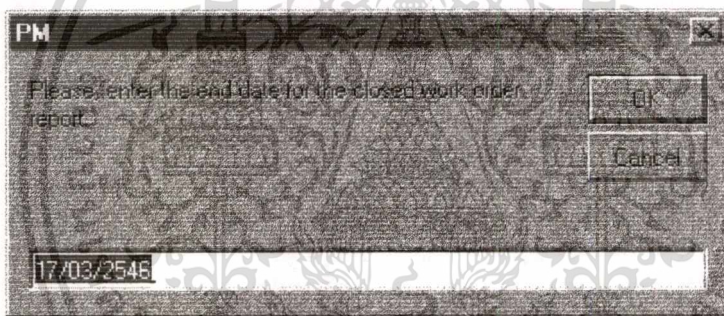 PM
Please, enter the end date for the closed work order
report.
OK
Cancel
17/03/2546